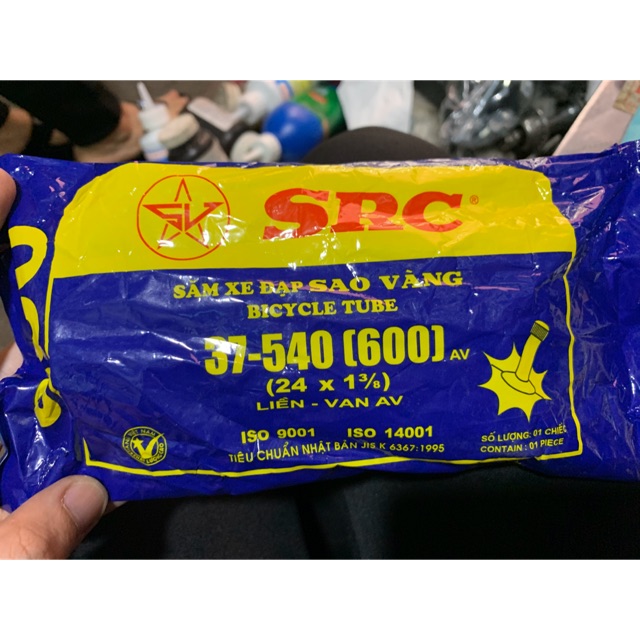 SV
SRC®
SĂM XE ĐẠP SAO VÀNG
BICYCLE TUBE
37-540 (600) AV
(24 x 1⅜)
LIỀN - VAN AV
ISO 9001 ISO 14001
TIÊU CHUẨN NHẬT BẢN JIS K 6367:1995
SỐ LƯỢNG: 01 CHIẾC
CONTAIN : 01 PIECE